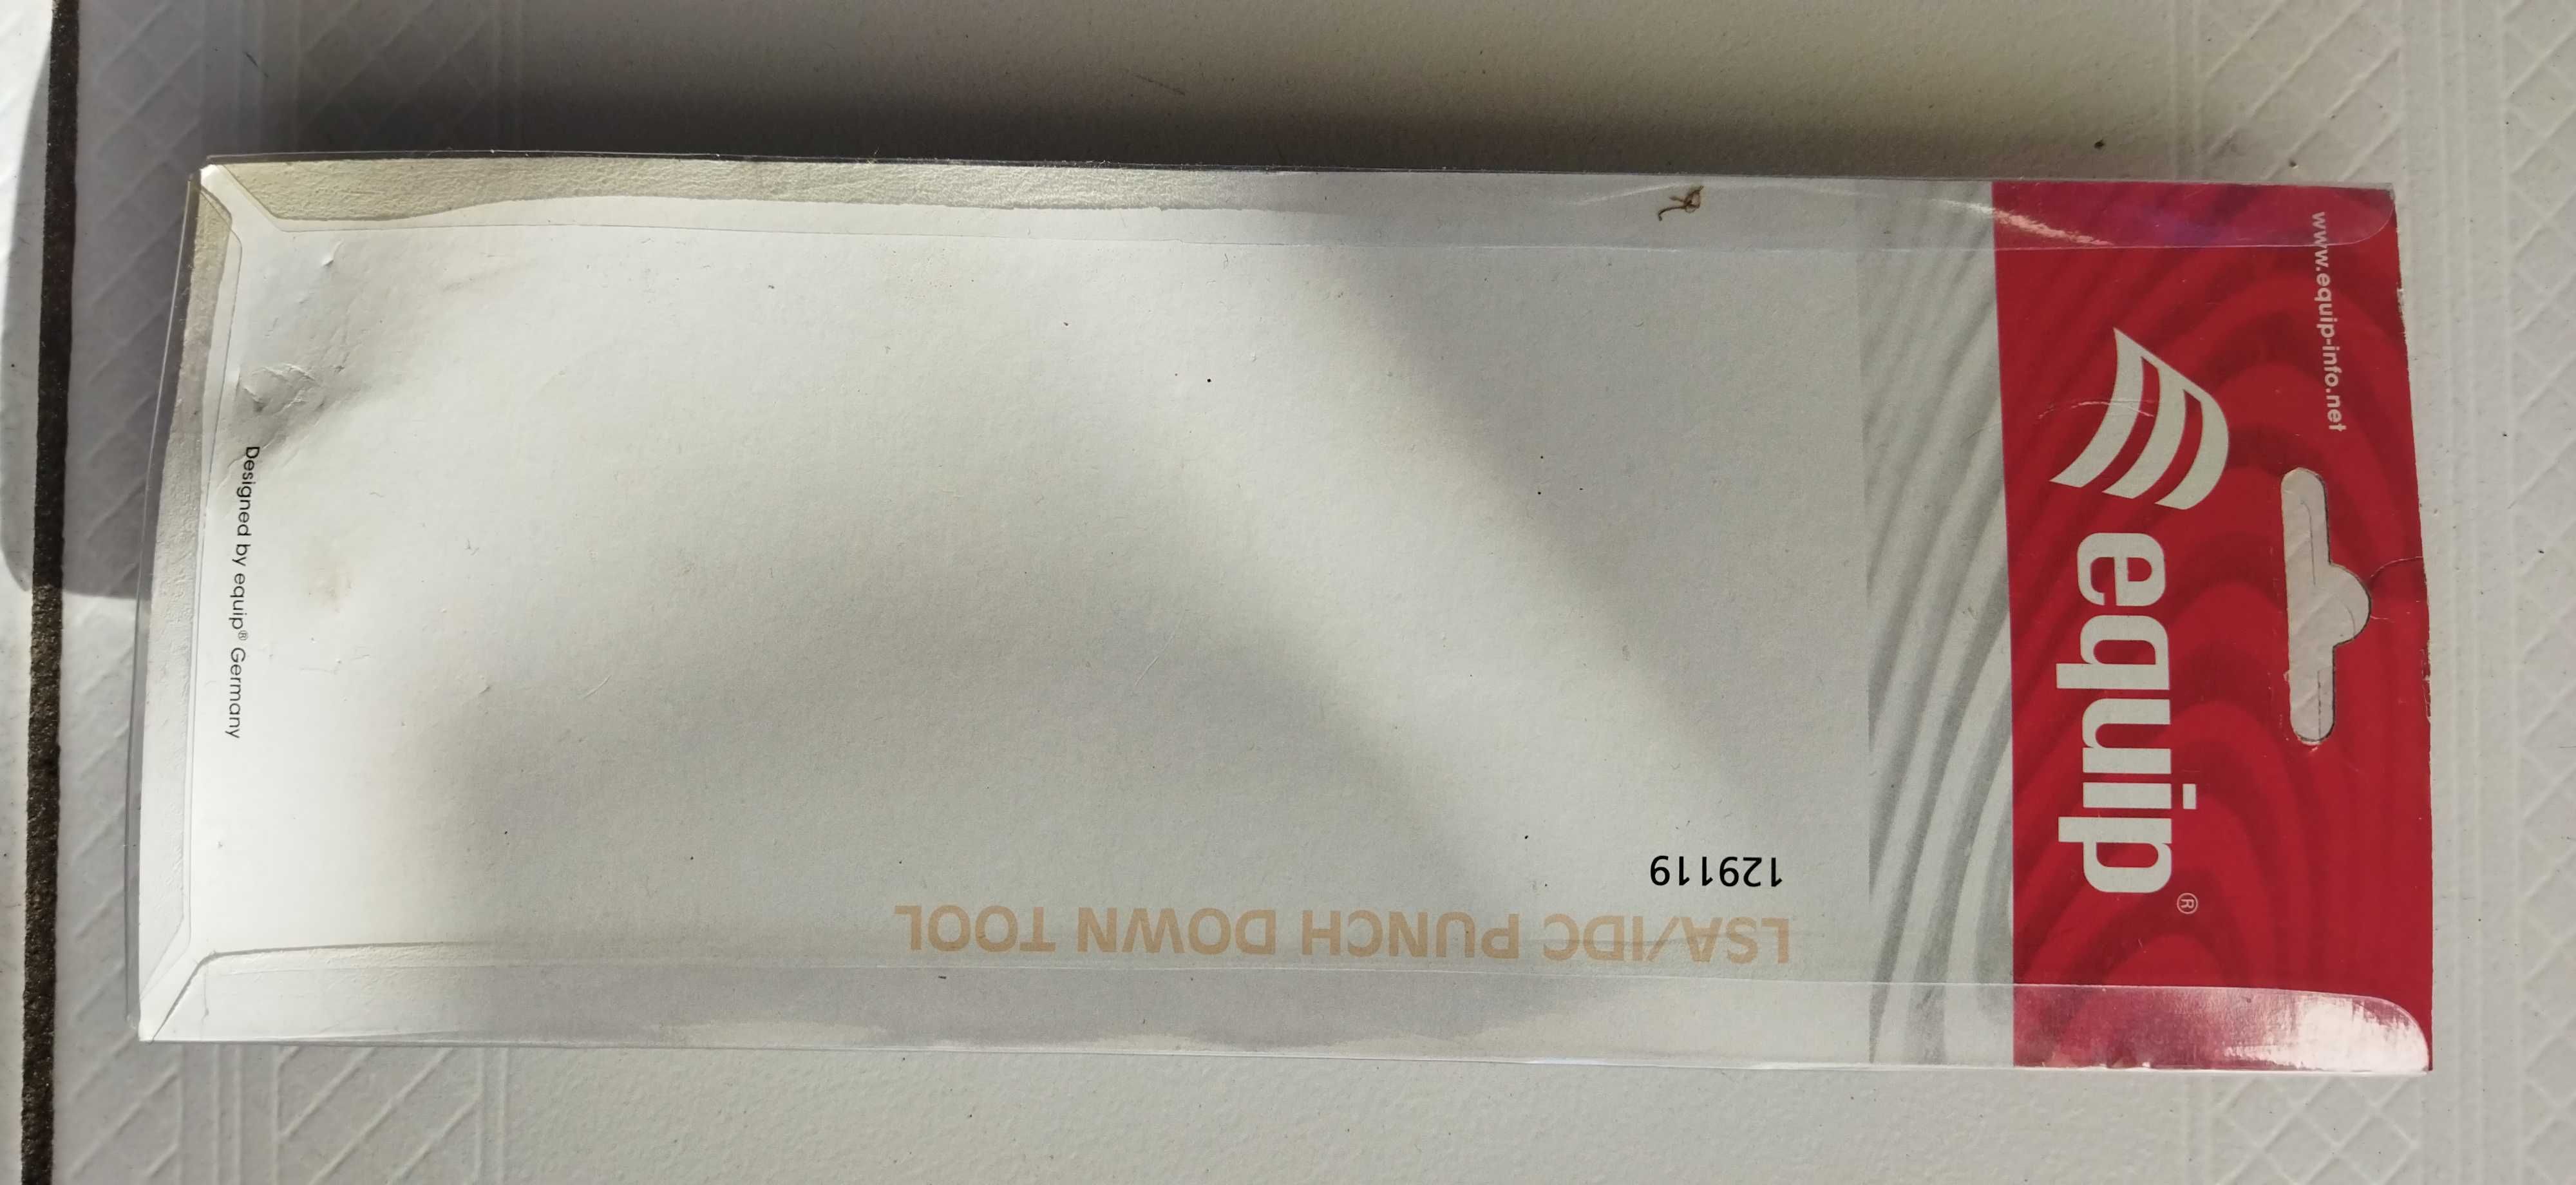 www.equip-info.net
equip®
LSA/IDC PUNCH DOWN TOOL
129119
Designed by equip® Germany